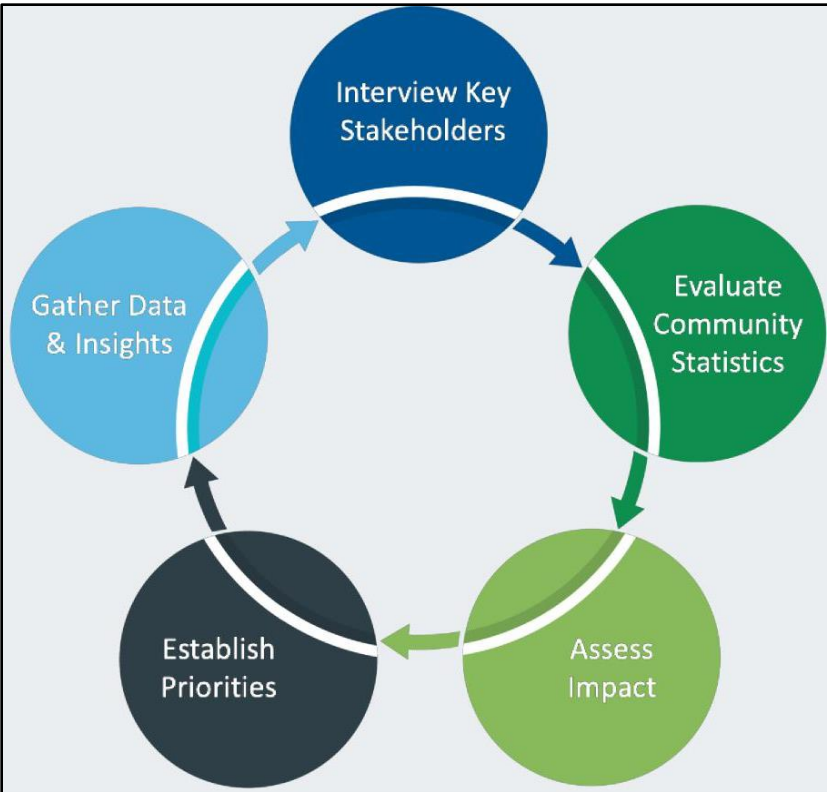 Interview Key
Stakeholders
Evaluate
Community
Statistics
Assess
Impact
Establish
Priorities
Gather Data
& Insights